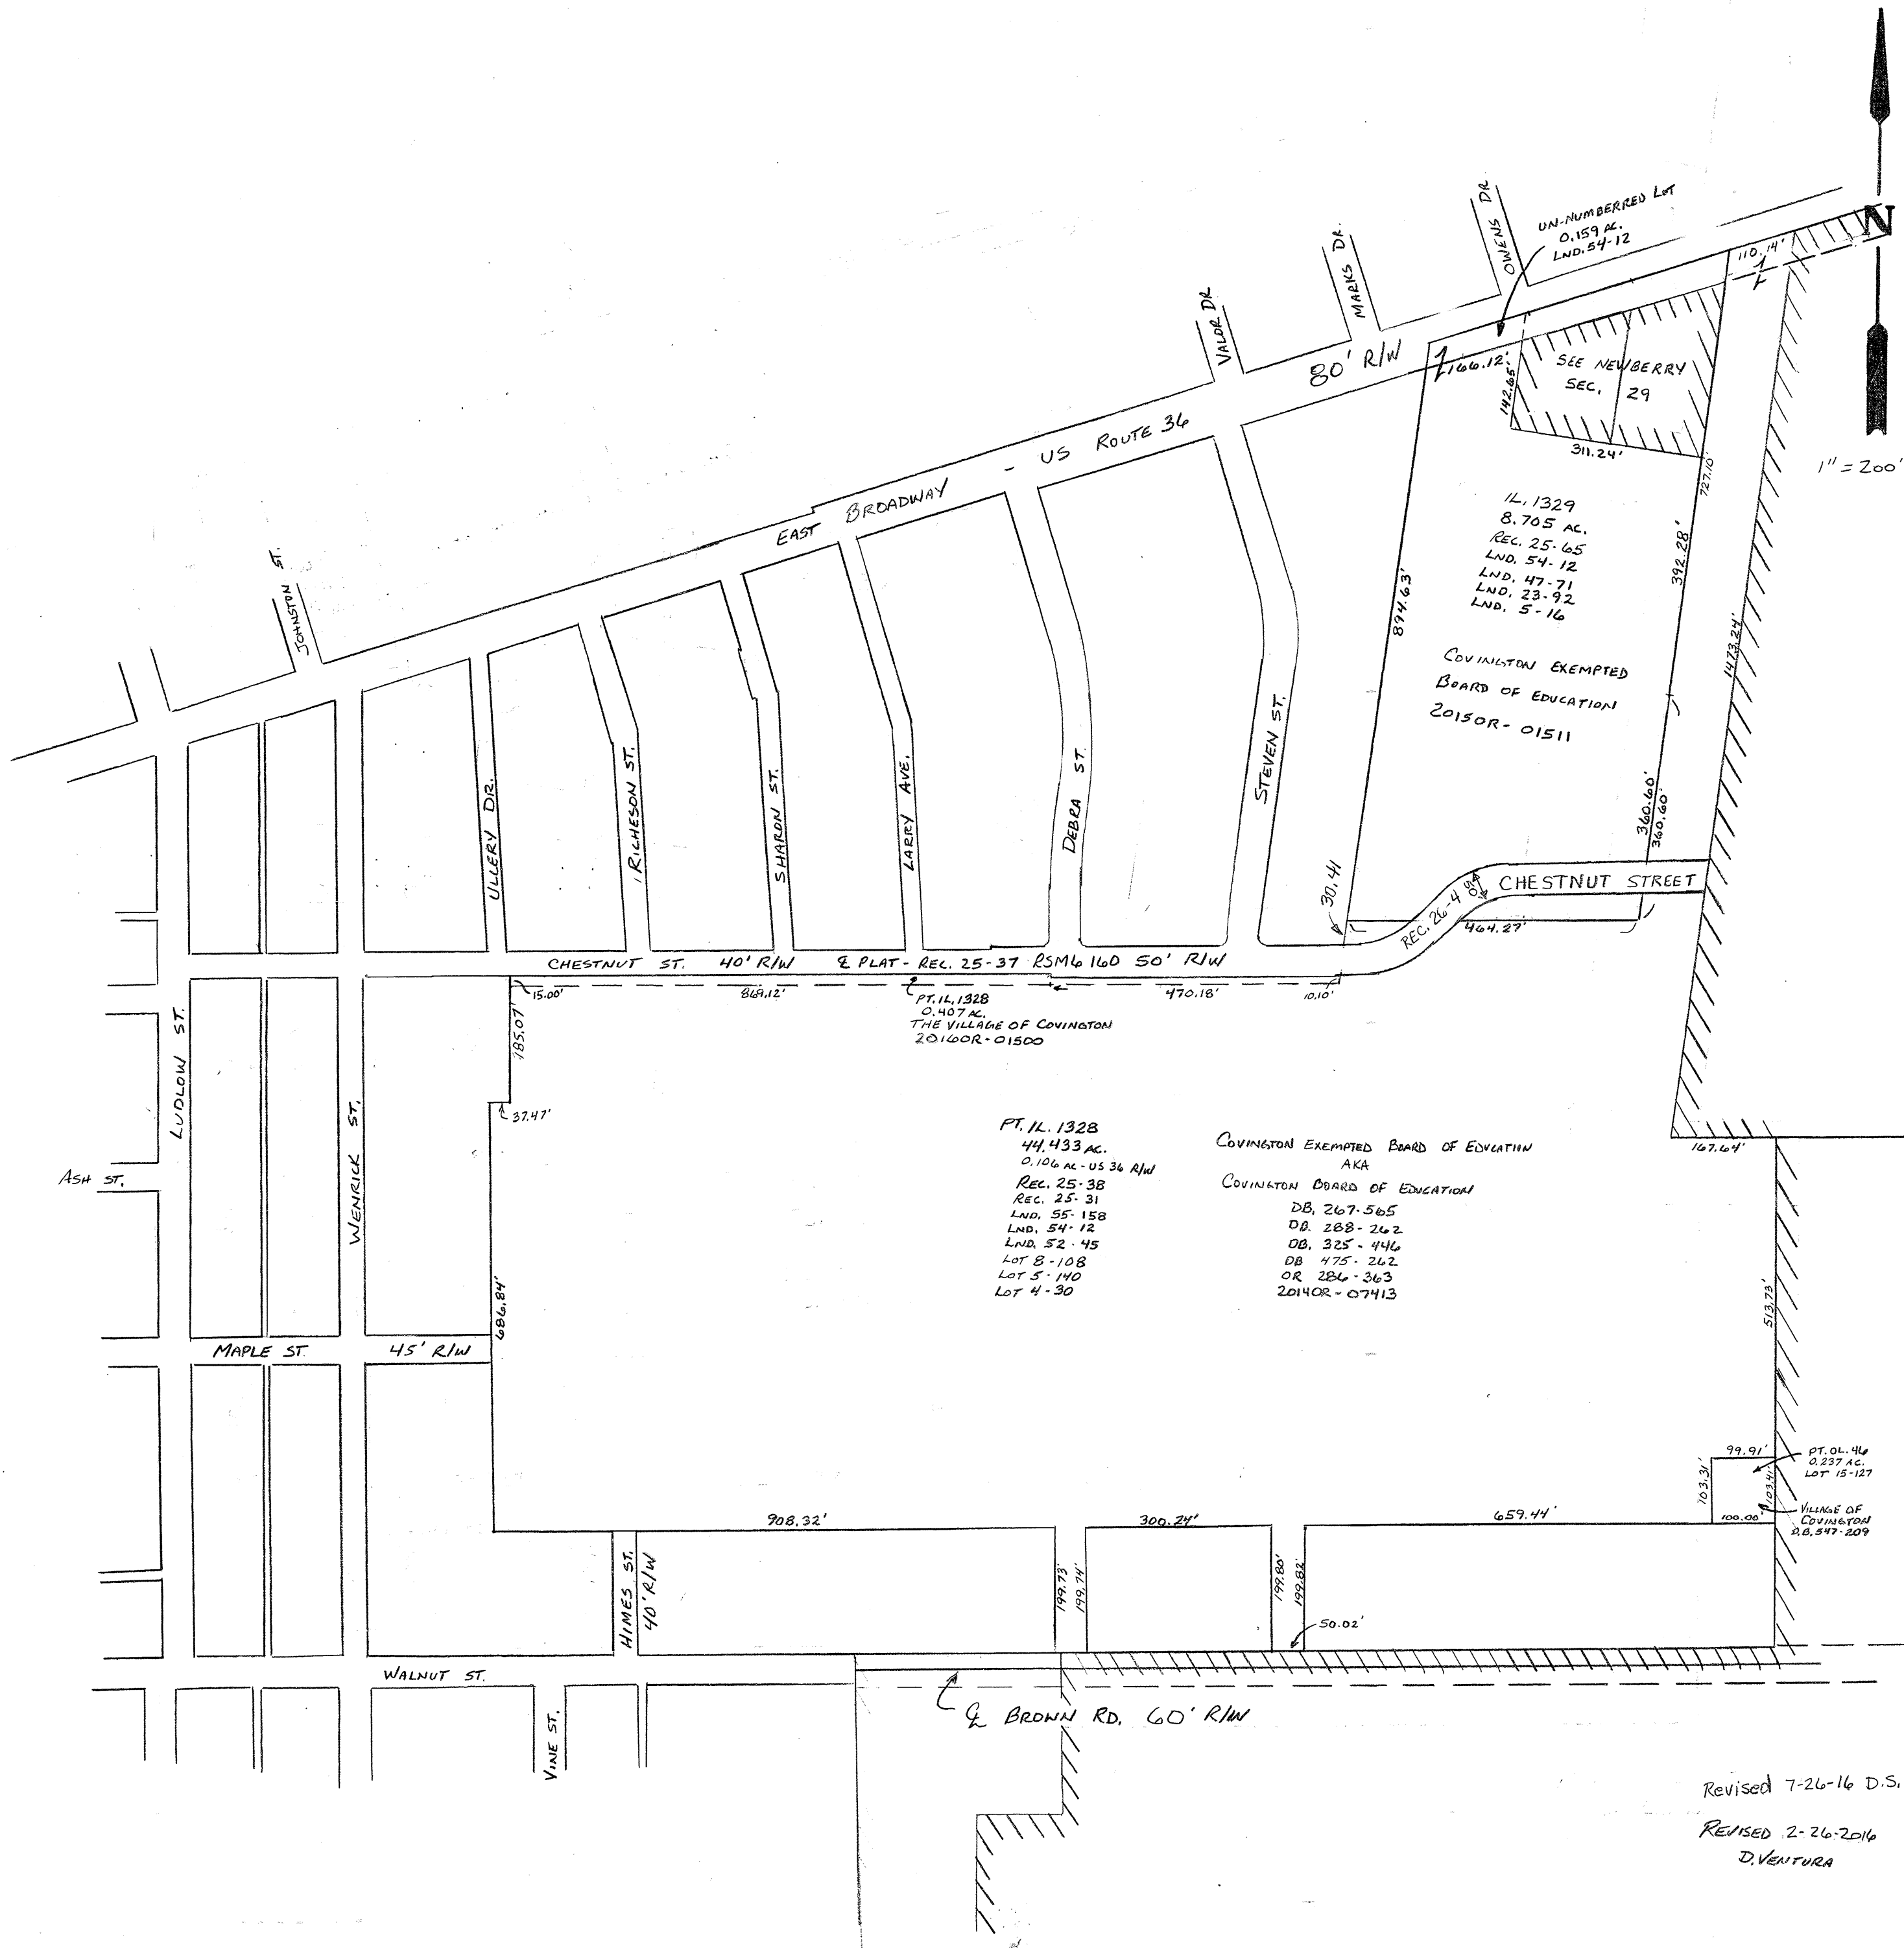 N
1" = 200'
UN-NUMBERRED LOT
0.159 AC.
LND. 54-12
OWENS DR
MARKS DR.
VALOR DR
110.14'
80' R/W
166.12'
142.65'
SEE NEWBERRY
SEC. 29
311.24'
727.10'
EAST BROADWAY - US ROUTE 36
JOHNSTON ST.
IL. 1329
8.705 AC.
REC. 25-65
LND. 54-12
LND. 47-71
LND. 23-92
LND. 5-16
894.63'
392.28'
1473.24'
COVINGTON EXEMPTED
BOARD OF EDUCATION
2015OR-01511
360.60'
360.60'
ULLERY DR.
RICHESON ST.
SHARON ST.
LARRY AVE.
DEBRA ST.
STEVEN ST.
30.41
CHESTNUT STREET
REC. 26-4
464.27'
CHESTNUT ST. 40' R/W ℄ PLAT - REC. 25-37 RSM6 160 50' R/W
15.00'
869.12'
470.18'
10.10'
PT. IL. 1328
0.407 AC.
THE VILLAGE OF COVINGTON
2016OR-01500
185.07'
37.47'
LUDLOW ST.
WENRICK ST.
ASH ST.
PT. IL. 1328
44.433 AC.
0.106 AC - US 36 R/W
REC. 25-38
REC. 25-31
LND. 55-158
LND. 54-12
LND. 52-45
LOT 8-108
LOT 5-140
LOT 4-30
COVINGTON EXEMPTED BOARD OF EDUCATION
AKA
COVINGTON BOARD OF EDUCATION
DB. 267-565
DB. 288-262
DB. 325-446
DB 475-262
OR 286-363
2014OR-07413
167.64'
686.84'
513.73'
MAPLE ST. 45' R/W
99.91'
103.31'
103.41'
100.00'
PT. OL. 46
0.237 AC.
LOT 15-127
VILLAGE OF
COVINGTON
D.B. 547-209
908.32'
300.24'
659.44'
HIMES ST.
40' R/W
199.73'
199.74'
199.80'
199.82'
50.02'
WALNUT ST.
VINE ST.
℄ BROWN RD. 60' R/W
Revised 7-26-16 D.S.
REVISED 2-26-2016
D. VENTURA